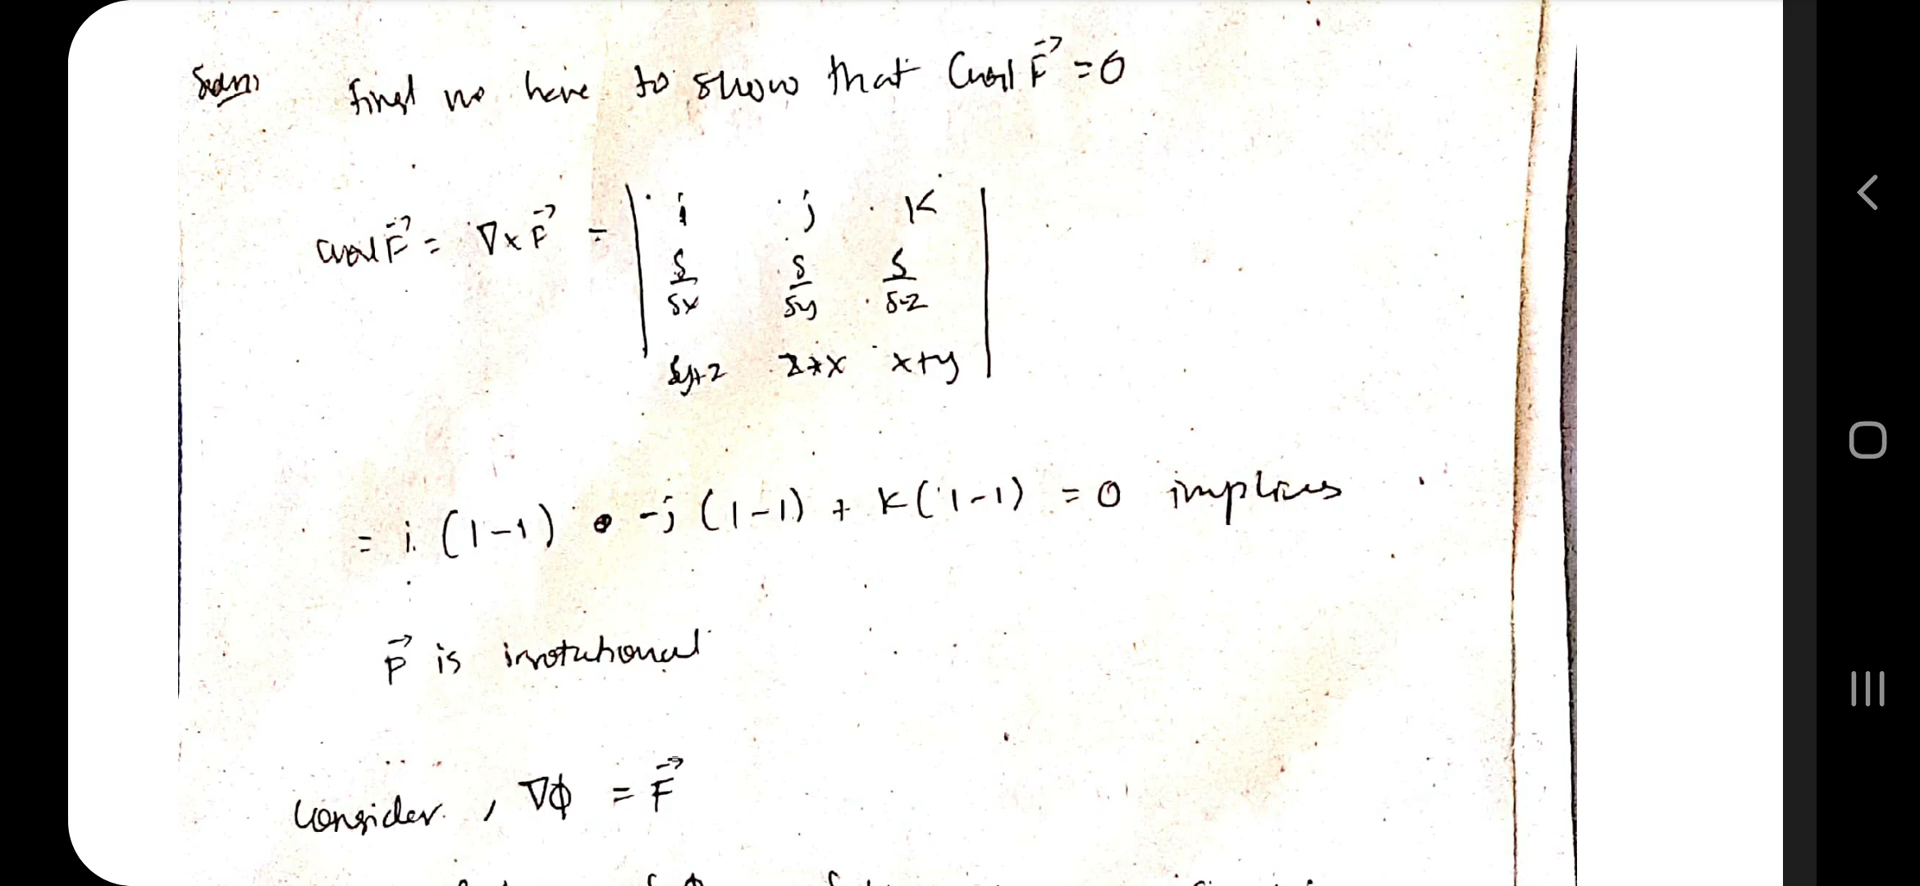 Soln:
first we have to show that Curl F⃗ = 0
Curl F⃗ = ∇ × F⃗ = | i j k |
| δ/δx δ/δy δ/δz |
| y+z z+x x+y |
= i (1-1) - j (1-1) + k (1-1) = 0 implies
F⃗ is irrotational
Consider, ∇ϕ = F⃗